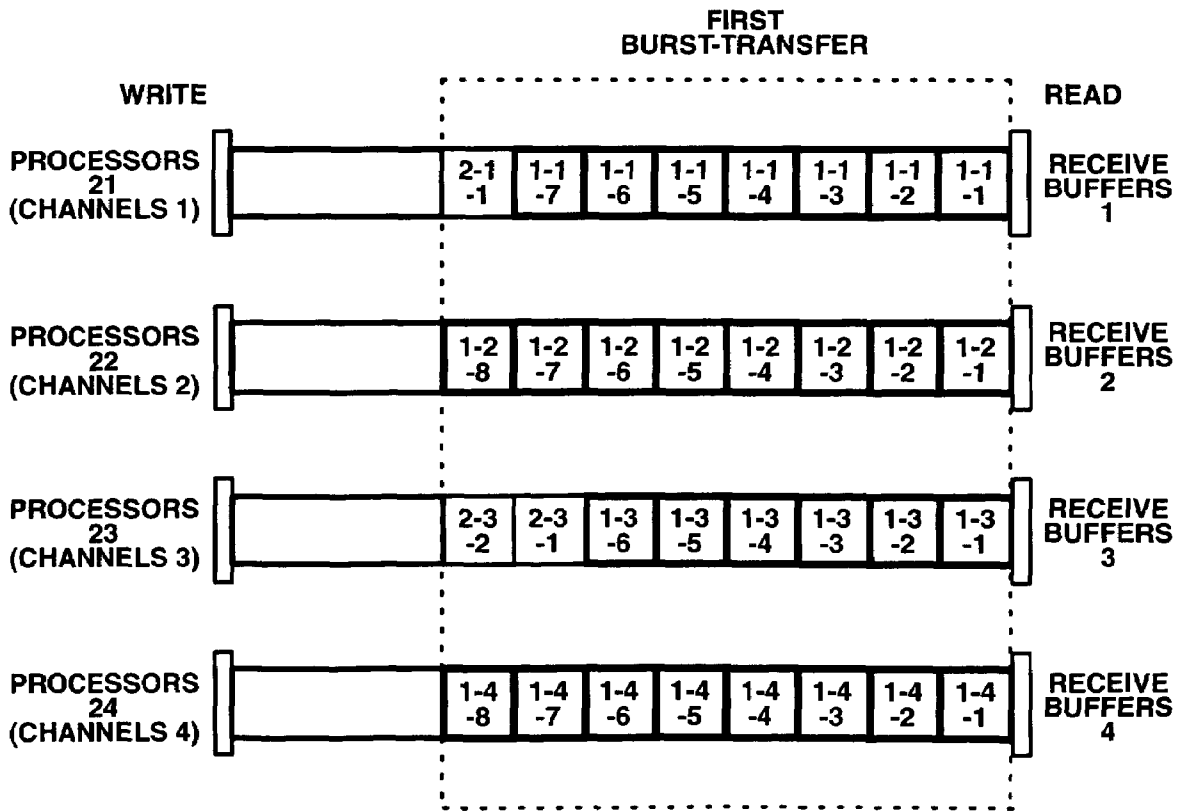 FIRST
BURST-TRANSFER
WRITE
READ
PROCESSORS
21
(CHANNELS 1)
2-1 1-1 1-1 1-1 1-1 1-1 1-1 1-1
-1 -7 -6 -5 -4 -3 -2 -1
RECEIVE
BUFFERS
1
PROCESSORS
22
(CHANNELS 2)
1-2 1-2 1-2 1-2 1-2 1-2 1-2 1-2
-8 -7 -6 -5 -4 -3 -2 -1
RECEIVE
BUFFERS
2
PROCESSORS
23
(CHANNELS 3)
2-3 2-3 1-3 1-3 1-3 1-3 1-3 1-3
-2 -1 -6 -5 -4 -3 -2 -1
RECEIVE
BUFFERS
3
PROCESSORS
24
(CHANNELS 4)
1-4 1-4 1-4 1-4 1-4 1-4 1-4 1-4
-8 -7 -6 -5 -4 -3 -2 -1
RECEIVE
BUFFERS
4